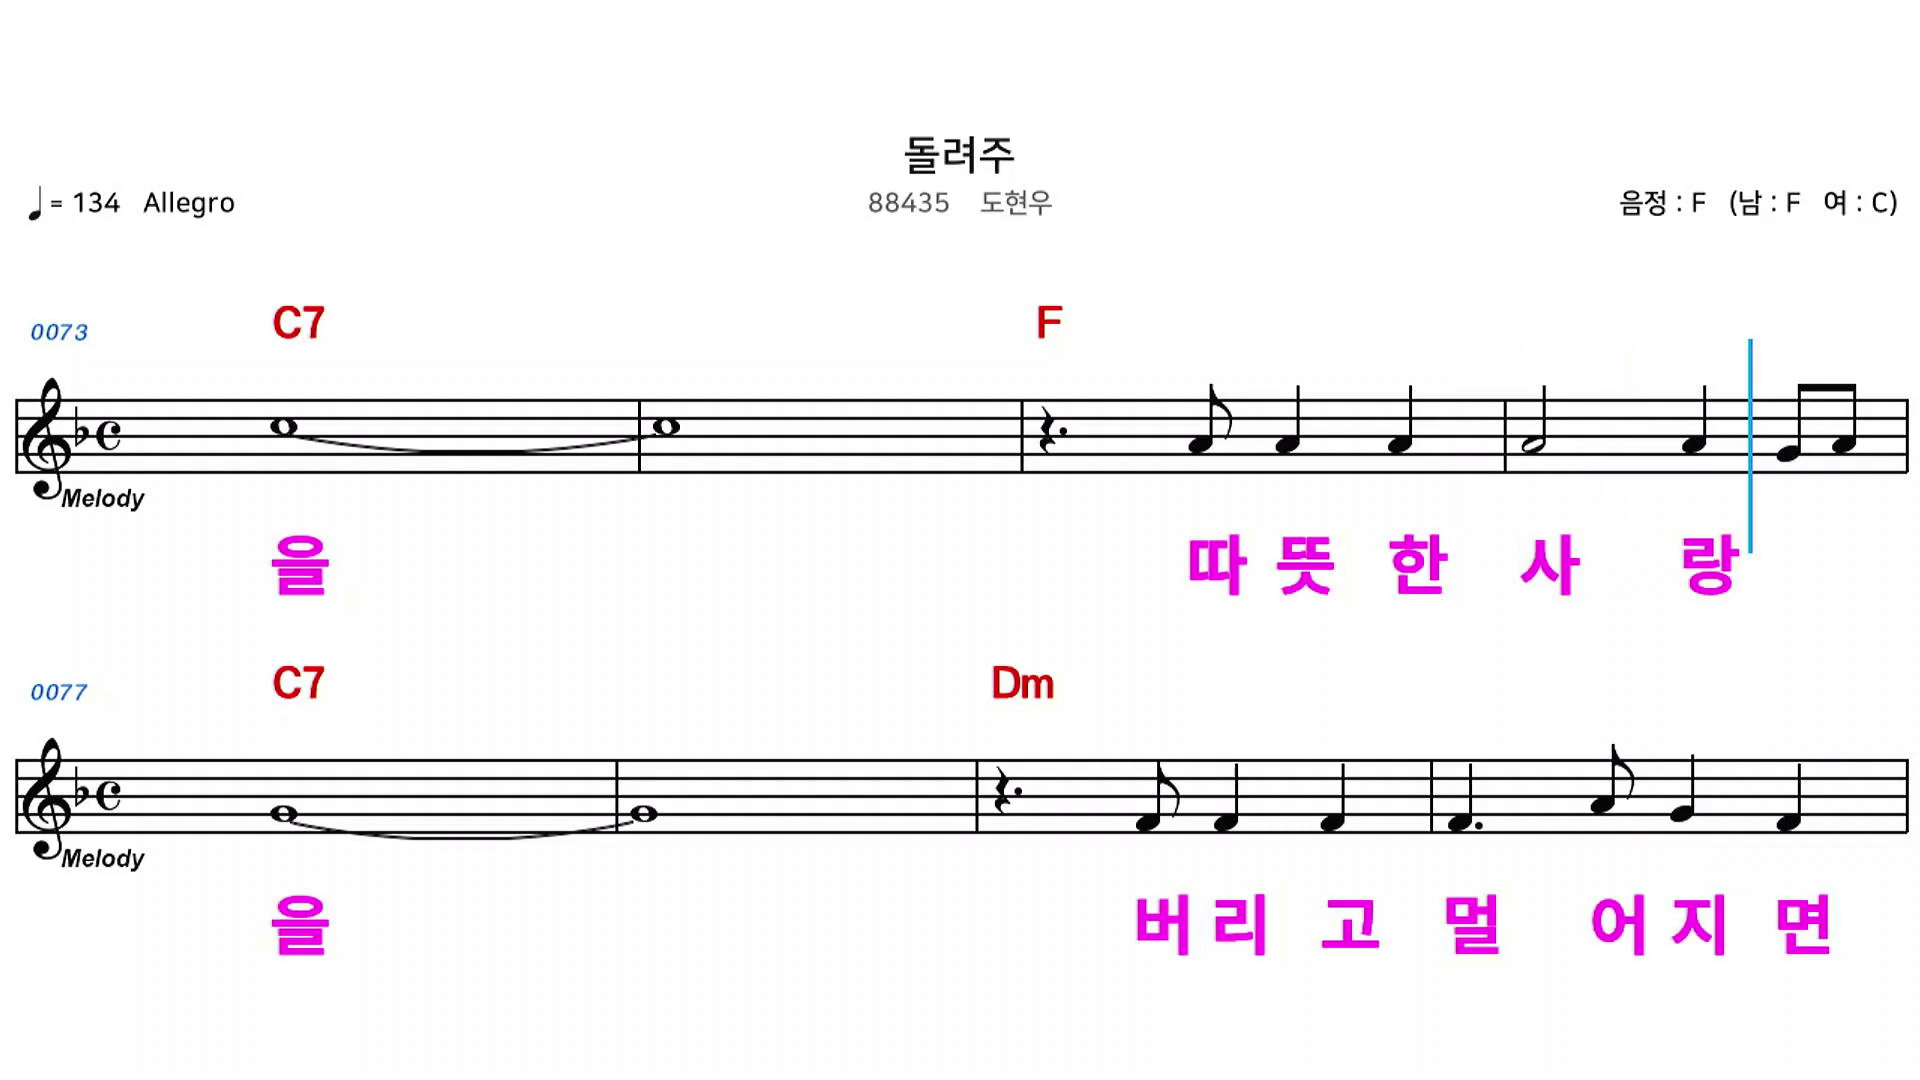 돌려주
♩= 134 Allegro
88435 도현우
음정 : F (남 : F 여 : C)
0073 C7 F
Melody
을 따 뜻 한 사 랑
0077 C7 Dm
Melody
을 버 리 고 멀 어 지 면